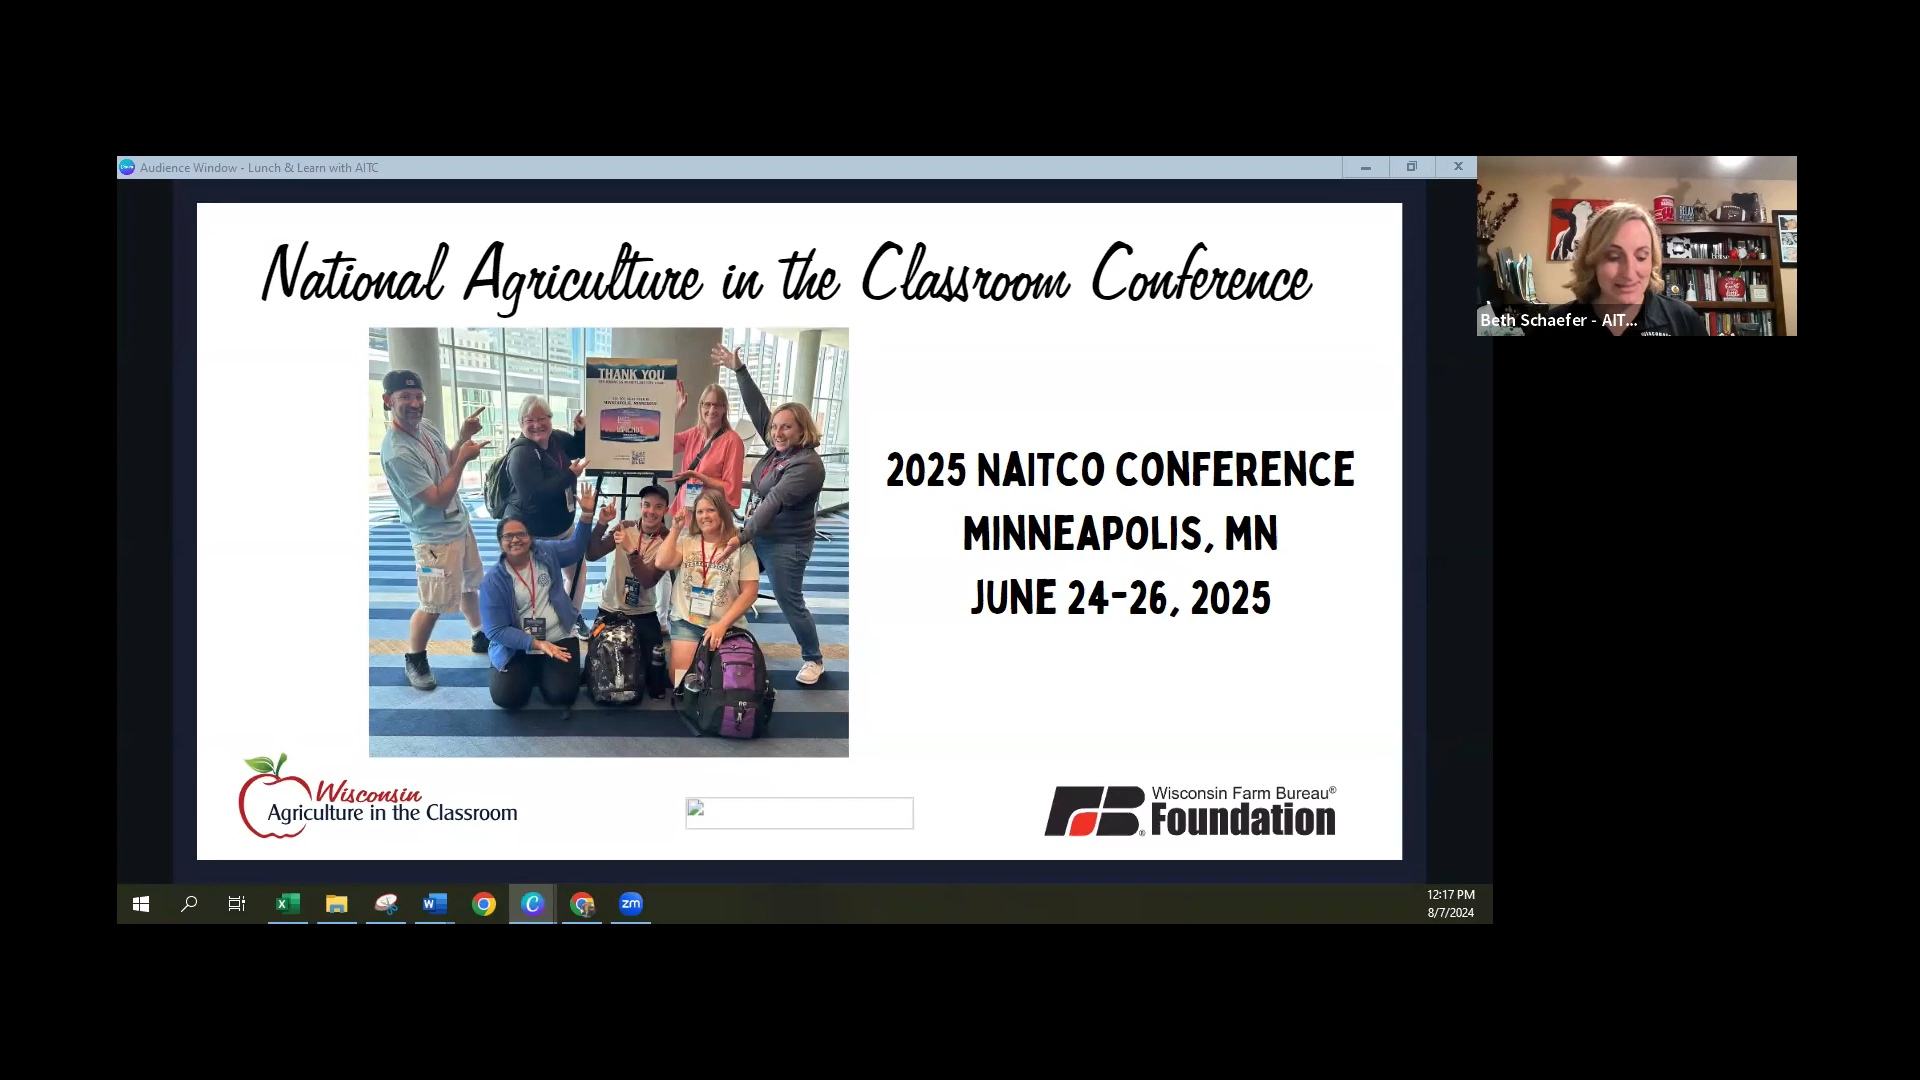 Audience Window - Lunch & Learn with AITC
National Agriculture in the Classroom Conference
THANK YOU
2025 NAITCO CONFERENCE
MINNEAPOLIS, MN
JUNE 24-26, 2025
Wisconsin
Agriculture in the Classroom
Wisconsin Farm Bureau®
Foundation
Beth Schaefer - AIT...
12:17 PM
8/7/2024